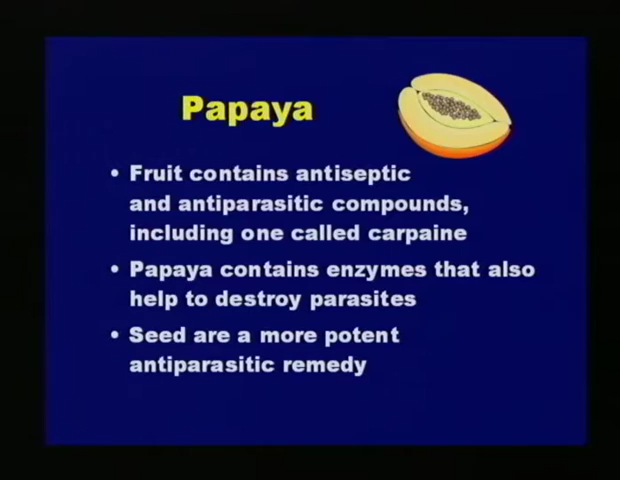 Papaya
• Fruit contains antiseptic
and antiparasitic compounds,
including one called carpaine
• Papaya contains enzymes that also
help to destroy parasites
• Seed are a more potent
antiparasitic remedy